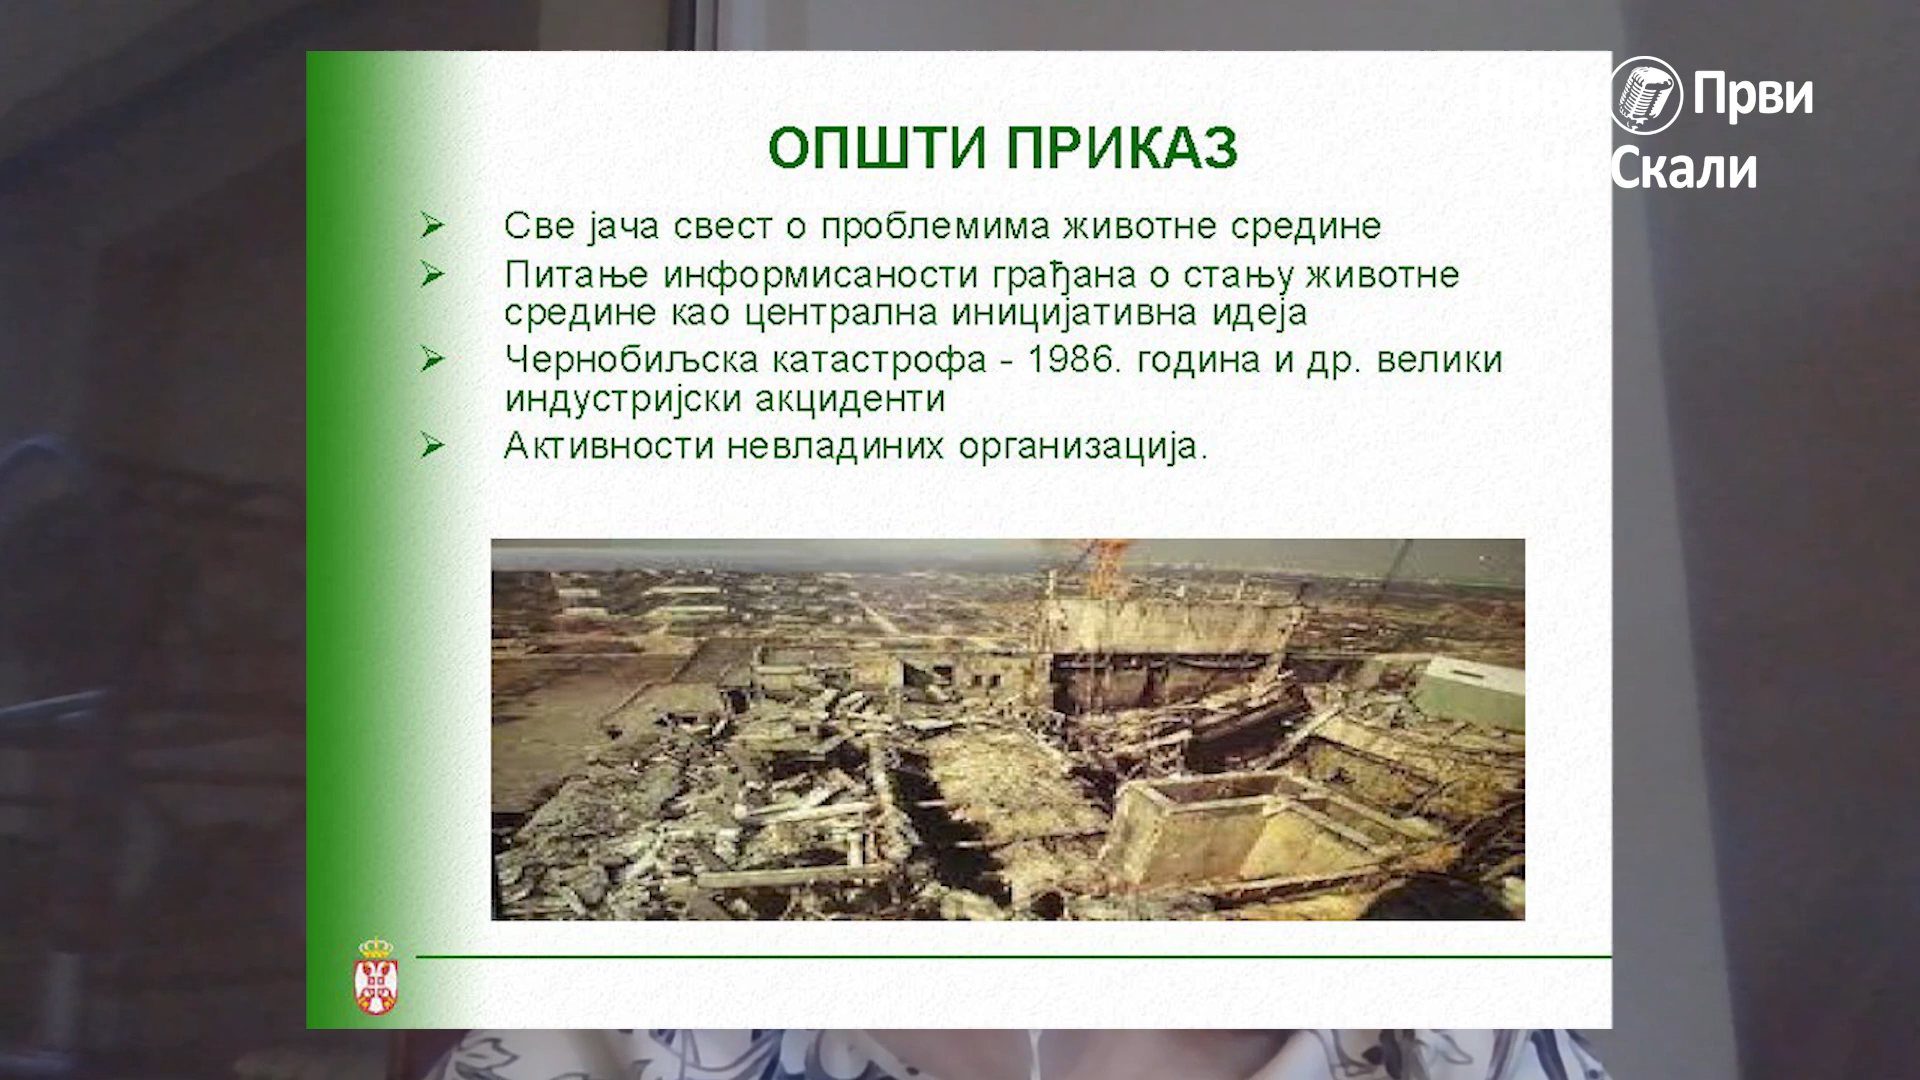 Први
Скали
ОПШТИ ПРИКАЗ
Све јача свест о проблемима животне средине
Питање информисаности грађана о стању животне
средине као централна иницијативна идеја
Чернобиљска катастрофа - 1986. година и др. велики
индустријски акциденти
Активности невладиних организација.